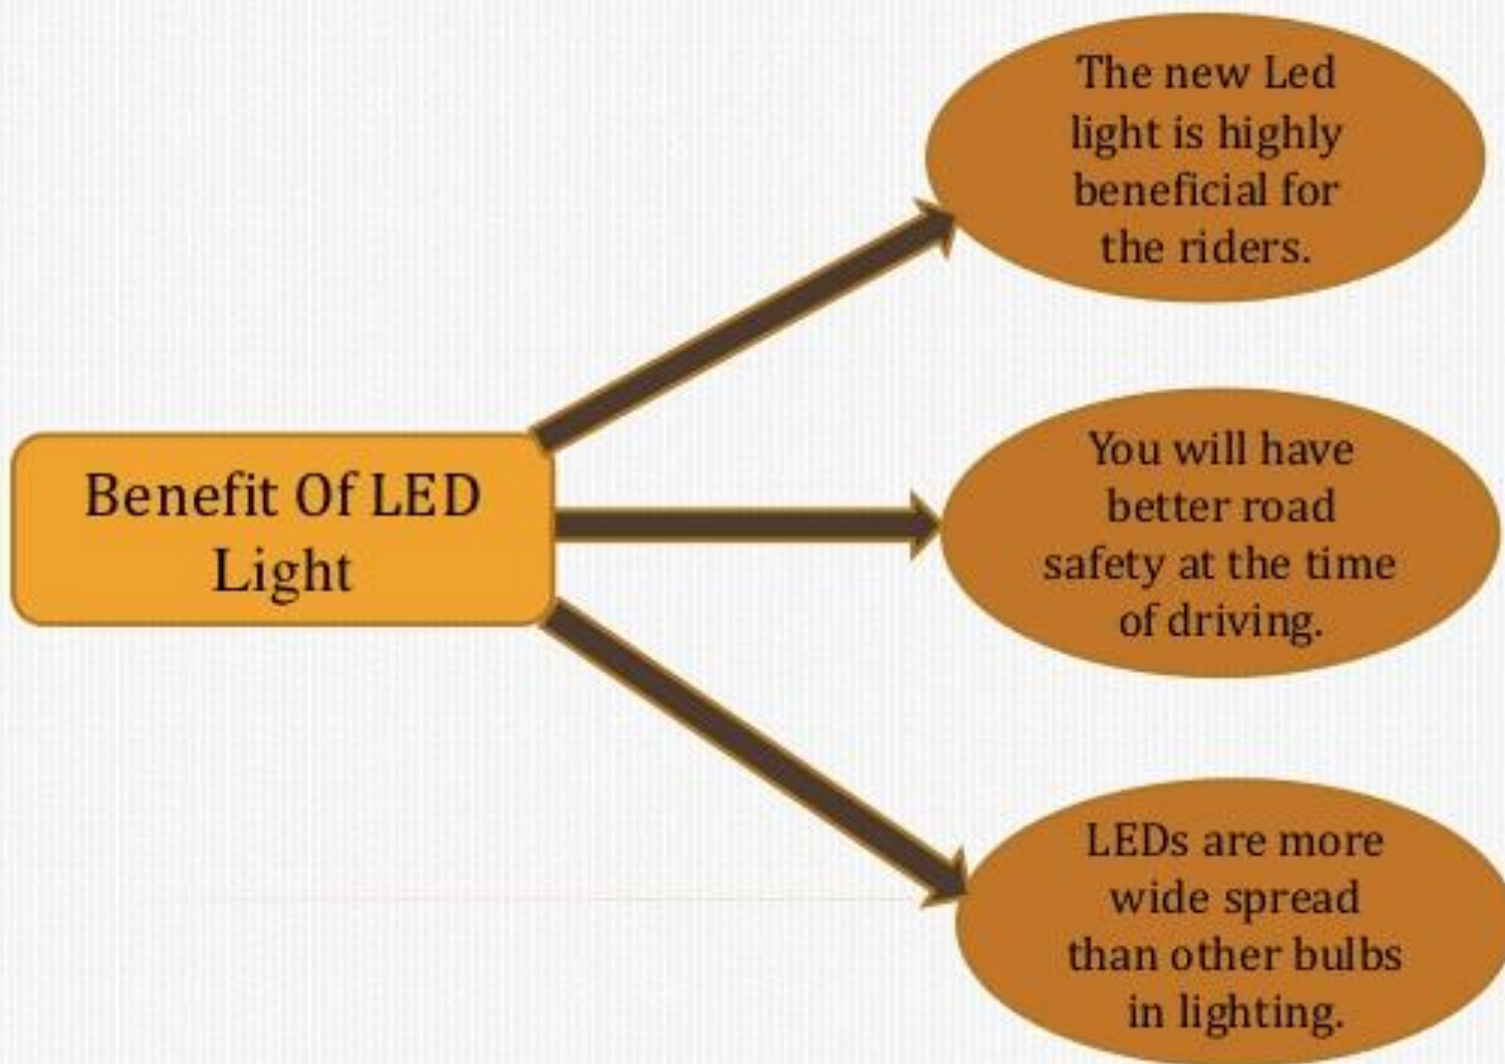 The new Led
light is highly
beneficial for
the riders.
Benefit Of LED
Light
You will have
better road
safety at the time
of driving.
LEDs are more
wide spread
than other bulbs
in lighting.